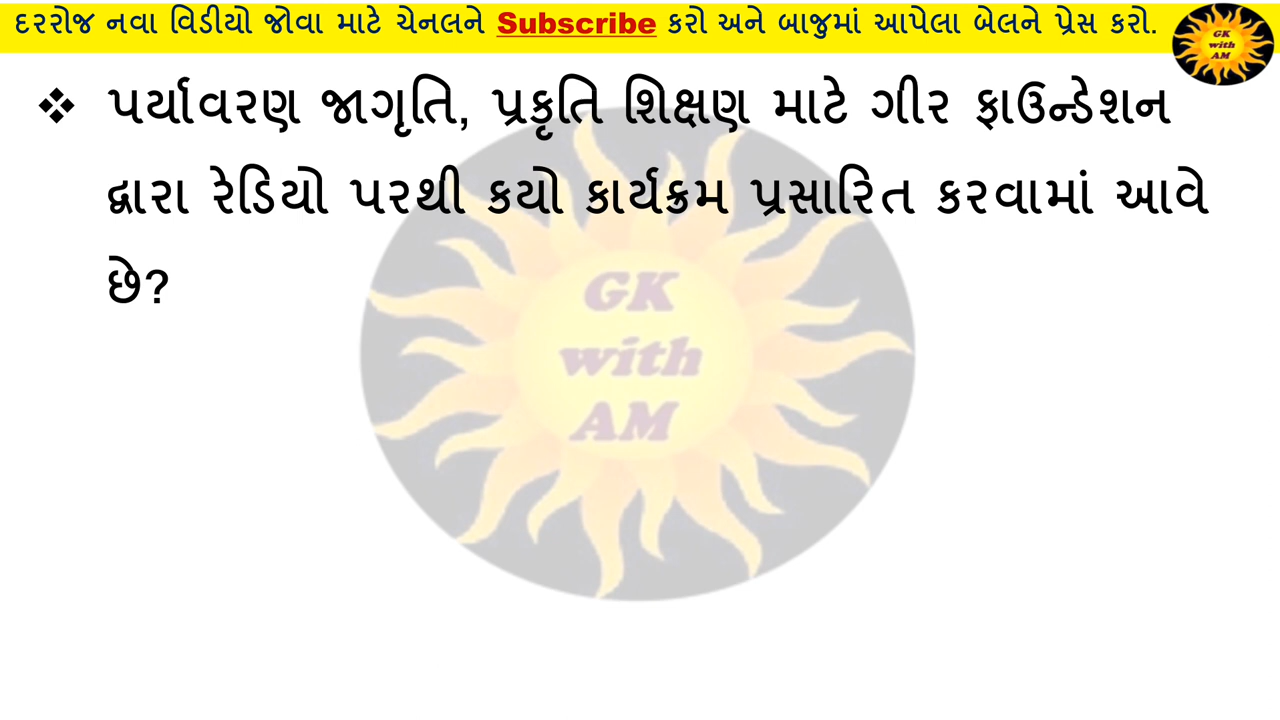 દરરોજ નવા વિડીયો જોવા માટે ચેનલને Subscribe કરો અને બાજુમાં આપેલા બેલને પ્રેસ કરો.
GK
with
AM
❖ પર્યાવરણ જાગૃતિ, પ્રકૃતિ શિક્ષણ માટે ગીર ફાઉન્ડેશન
દ્વારા રેડિયો પરથી કયો કાર્યક્રમ પ્રસારિત કરવામાં આવે
છે?
GK
with
AM